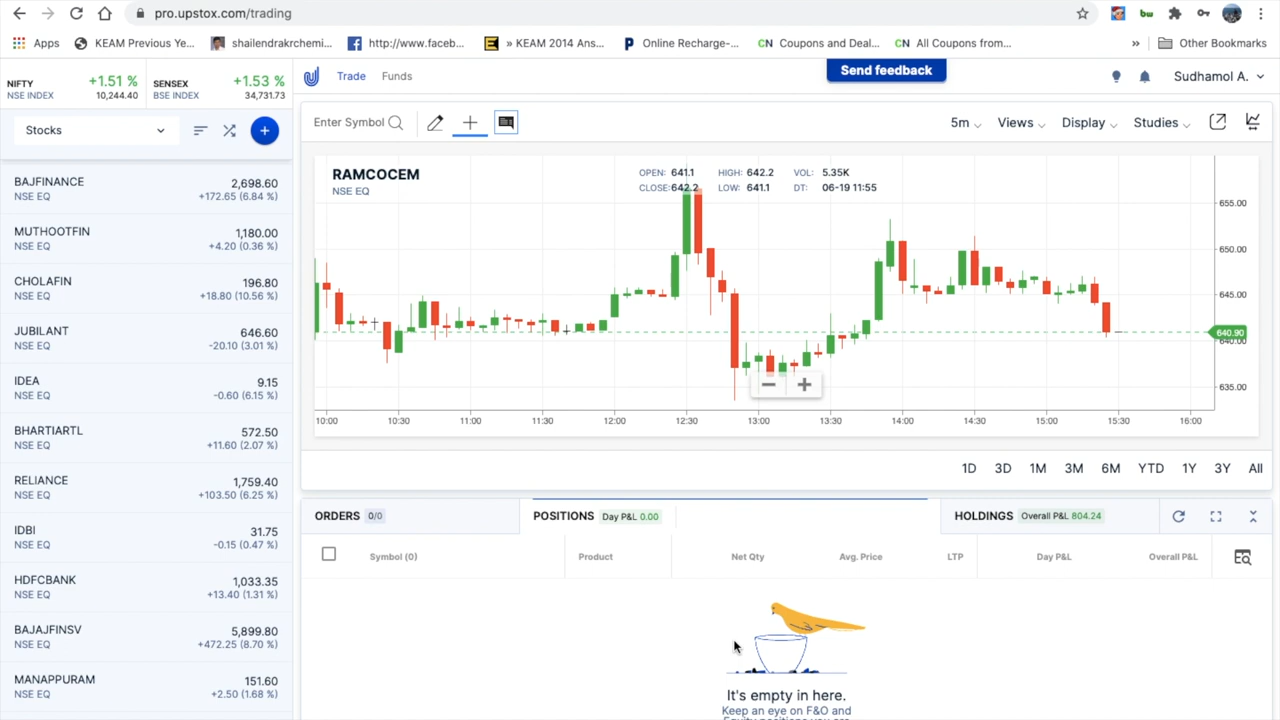 pro.upstox.com/trading
Apps KEAM Previous Ye... shailendrakrchemi... http://www.faceb... » KEAM 2014 Ans... Online Recharge-... CN Coupons and Deal... CN All Coupons from... » Other Bookmarks
NIFTY +1.51 % SENSEX +1.53 %
NSE INDEX 10,244.40 BSE INDEX 34,731.73
Trade Funds Send feedback Sudhamol A.
Stocks
Enter Symbol 5m Views Display Studies
BAJFINANCE 2,698.60
NSE EQ +172.65 (6.84 %)
MUTHOOTFIN 1,180.00
NSE EQ +4.20 (0.36 %)
CHOLAFIN 196.80
NSE EQ +18.80 (10.56 %)
JUBILANT 646.60
NSE EQ -20.10 (3.01 %)
IDEA 9.15
NSE EQ -0.60 (6.15 %)
BHARTIARTL 572.50
NSE EQ +11.60 (2.07 %)
RELIANCE 1,759.40
NSE EQ +103.50 (6.25 %)
IDBI 31.75
NSE EQ -0.15 (0.47 %)
HDFCBANK 1,033.35
NSE EQ +13.40 (1.31 %)
BAJAJFINSV 5,899.80
NSE EQ +472.25 (8.70 %)
MANAPPURAM 151.60
NSE EQ +2.50 (1.68 %)
RAMCOCEM
NSE EQ
OPEN: 641.1 HIGH: 642.2 VOL: 5.35K
CLOSE: 642.2 LOW: 641.1 DT: 06-19 11:55
655.00
650.00
645.00
640.90
640.00
635.00
10:00 10:30 11:00 11:30 12:00 12:30 13:00 13:30 14:00 14:30 15:00 15:30 16:00
1D 3D 1M 3M 6M YTD 1Y 3Y All
ORDERS 0/0 POSITIONS Day P&L 0.00 HOLDINGS Overall P&L 804.24
Symbol (0) Product Net Qty Avg. Price LTP Day P&L Overall P&L
It's empty in here.
Keep an eye on F&O and